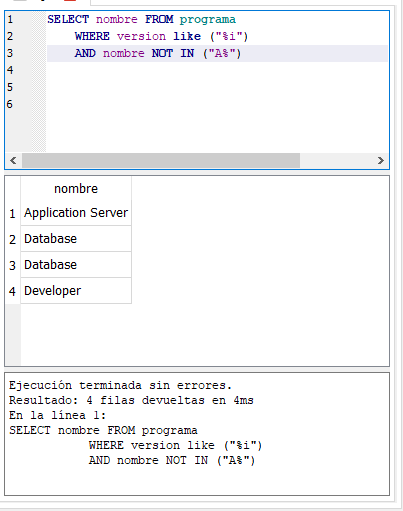 1 SELECT nombre FROM programa
2 WHERE version like ("%i")
3 AND nombre NOT IN ("A%")
4
5
6
nombre
1 Application Server
2 Database
3 Database
4 Developer
Ejecución terminada sin errores.
Resultado: 4 filas devueltas en 4ms
En la línea 1:
SELECT nombre FROM programa
WHERE version like ("%i")
AND nombre NOT IN ("A%")